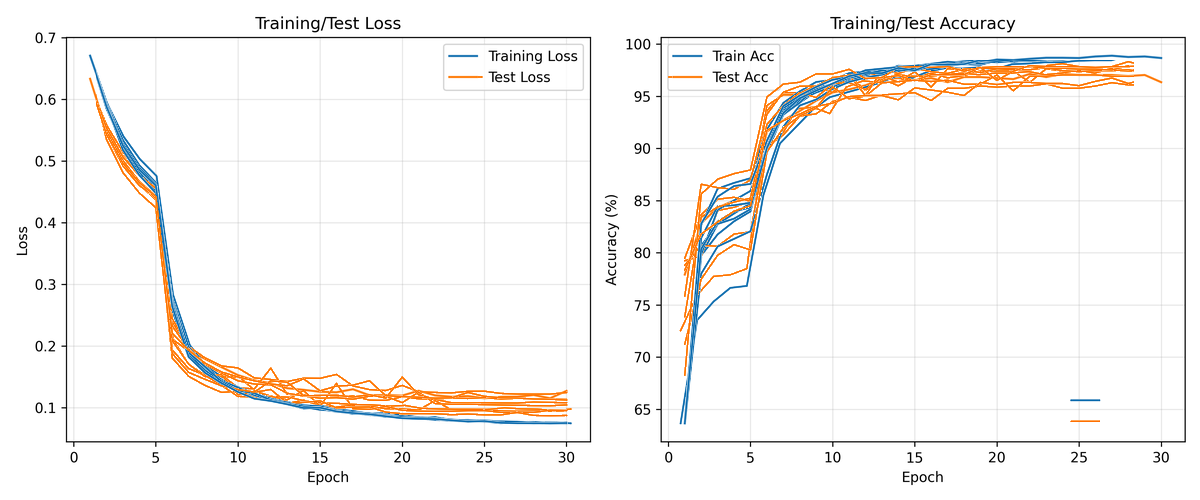 Training/Test Loss
Loss
0.7
0.6
0.5
0.4
0.3
0.2
0.1
0 5 10 15 20 25 30
Epoch
Training Loss
Test Loss
Training/Test Accuracy
Accuracy (%)
100
95
90
85
80
75
70
65
0 5 10 15 20 25 30
Epoch
Train Acc
Test Acc